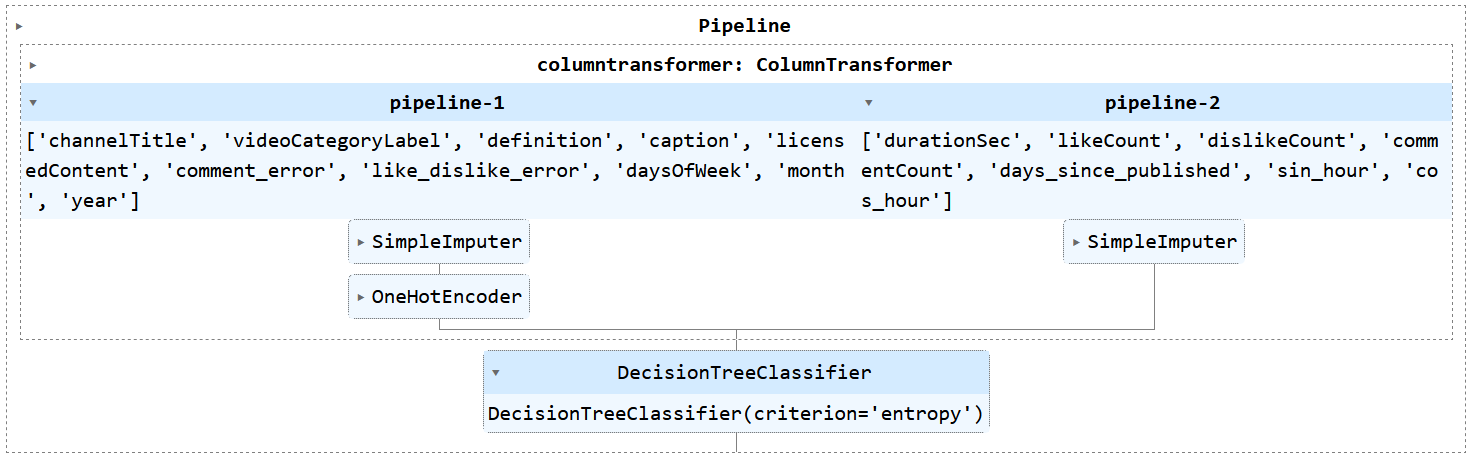 Pipeline
columntransformer: ColumnTransformer
pipeline-1
['channelTitle', 'videoCategoryLabel', 'definition', 'caption', 'licens
edContent', 'comment_error', 'like_dislike_error', 'daysOfWeek', 'month
', 'year']
SimpleImputer
OneHotEncoder
pipeline-2
['durationSec', 'likeCount', 'dislikeCount', 'comm
entCount', 'days_since_published', 'sin_hour', 'co
s_hour']
SimpleImputer
DecisionTreeClassifier
DecisionTreeClassifier(criterion='entropy')